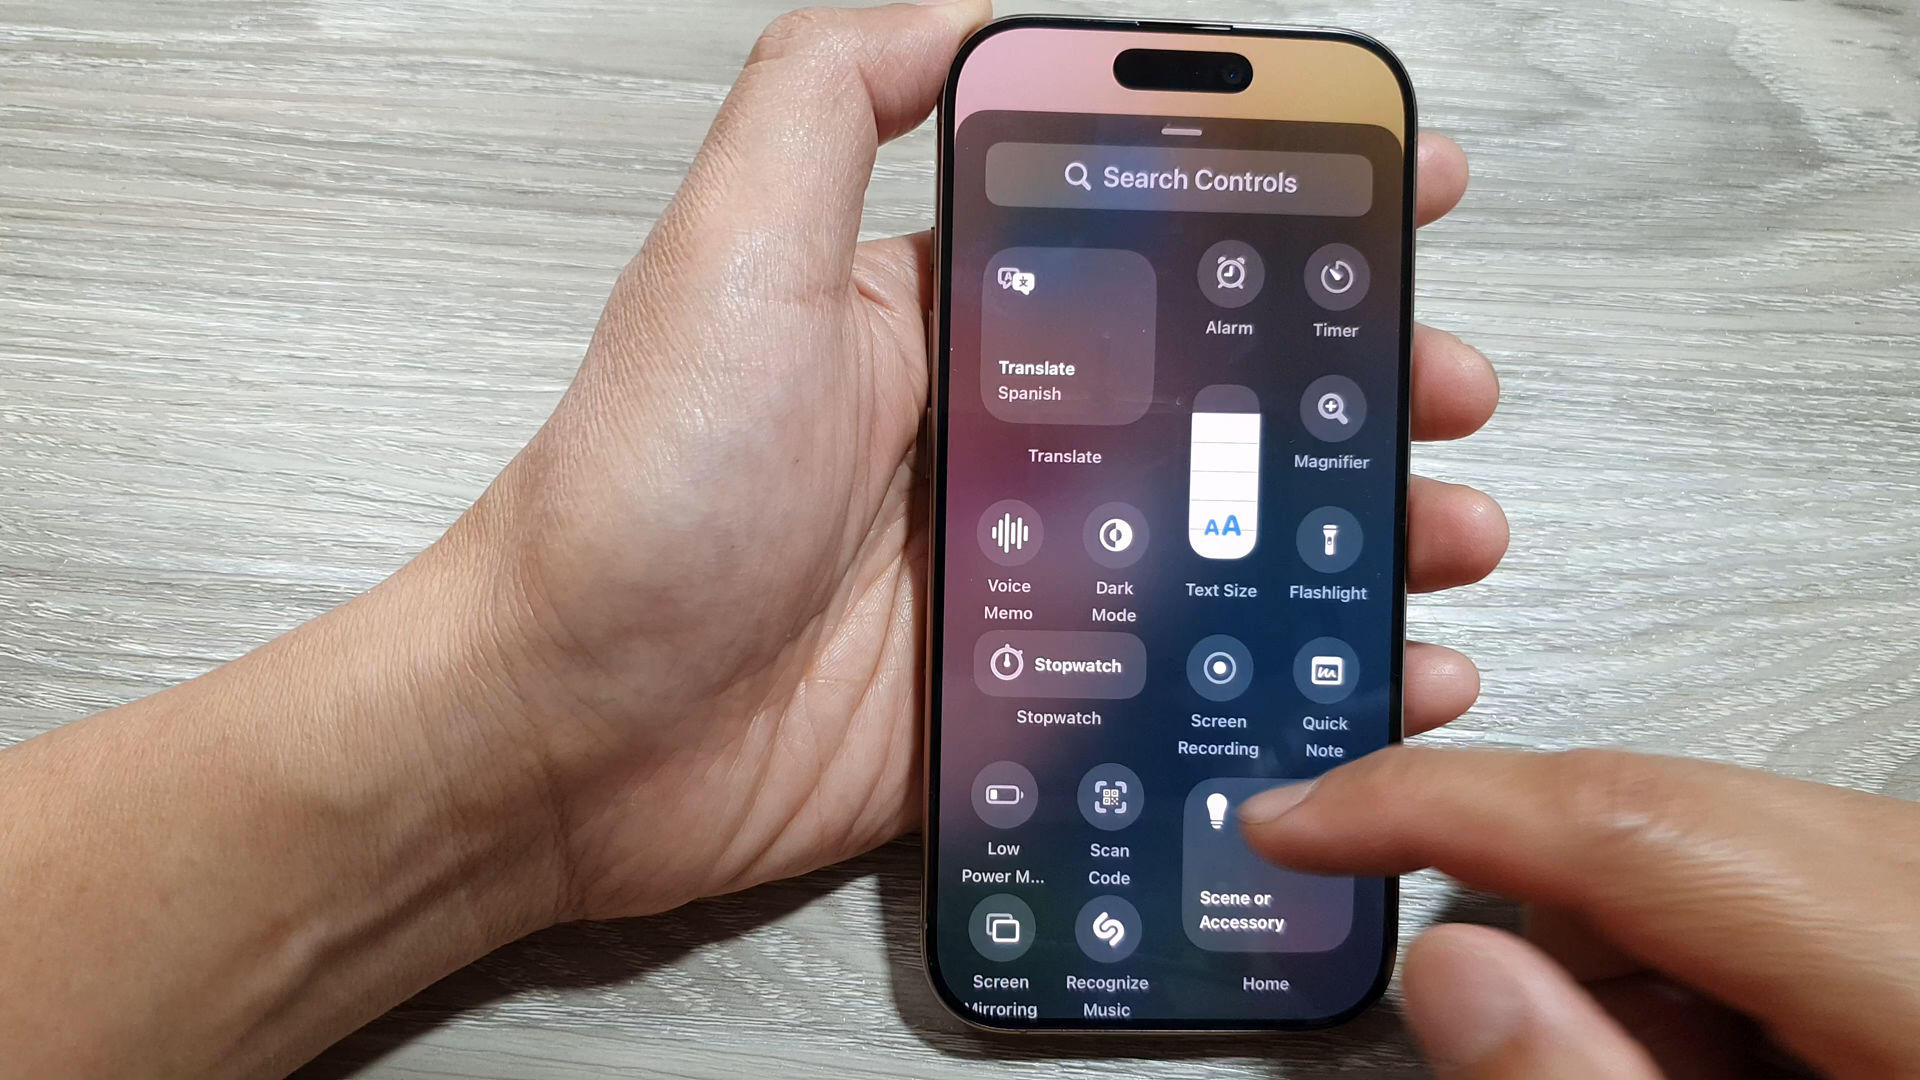 Search Controls
Translate
Spanish
Translate
Alarm
Timer
Magnifier
Voice
Memo
Dark
Mode
AA
Text Size
Flashlight
Stopwatch
Stopwatch
Screen
Recording
Quick
Note
Low
Power M...
Scan
Code
Scene or
Accessory
Home
Screen
Mirroring
Recognize
Music